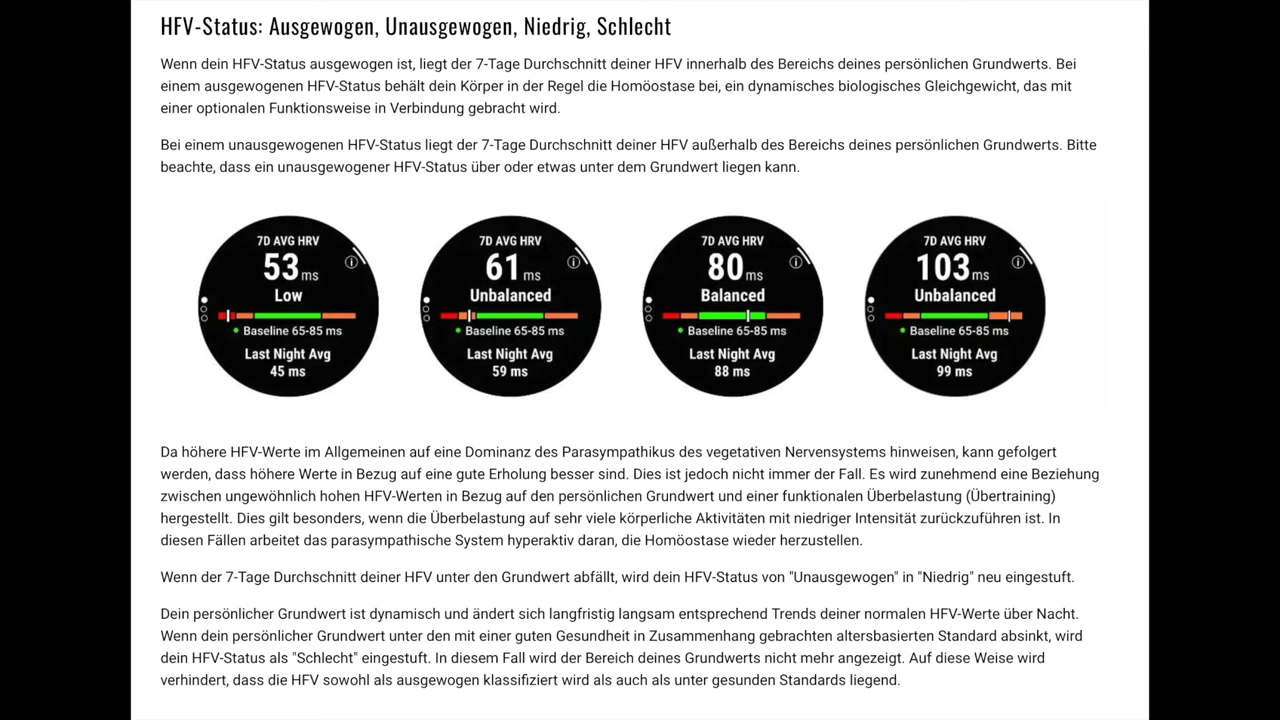 HFV-Status: Ausgewogen, Unausgewogen, Niedrig, Schlecht
Wenn dein HFV-Status ausgewogen ist, liegt der 7-Tage Durchschnitt deiner HFV innerhalb des Bereichs deines persönlichen Grundwerts. Bei
einem ausgewogenen HFV-Status behält dein Körper in der Regel die Homöostase bei, ein dynamisches biologisches Gleichgewicht, das mit
einer optionalen Funktionsweise in Verbindung gebracht wird.
Bei einem unausgewogenen HFV-Status liegt der 7-Tage Durchschnitt deiner HFV außerhalb des Bereichs deines persönlichen Grundwerts. Bitte
beachte, dass ein unausgewogener HFV-Status über oder etwas unter dem Grundwert liegen kann.
7D AVG HRV
53 ms
Low
Baseline 65-85 ms
Last Night Avg
45 ms
7D AVG HRV
61 ms
Unbalanced
Baseline 65-85 ms
Last Night Avg
59 ms
7D AVG HRV
80 ms
Balanced
Baseline 65-85 ms
Last Night Avg
88 ms
7D AVG HRV
103 ms
Unbalanced
Baseline 65-85 ms
Last Night Avg
99 ms
Da höhere HFV-Werte im Allgemeinen auf eine Dominanz des Parasympathikus des vegetativen Nervensystems hinweisen, kann gefolgert
werden, dass höhere Werte in Bezug auf eine gute Erholung besser sind. Dies ist jedoch nicht immer der Fall. Es wird zunehmend eine Beziehung
zwischen ungewöhnlich hohen HFV-Werten in Bezug auf den persönlichen Grundwert und einer funktionalen Überbelastung (Übertraining)
hergestellt. Dies gilt besonders, wenn die Überbelastung auf sehr viele körperliche Aktivitäten mit niedriger Intensität zurückzuführen ist. In
diesen Fällen arbeitet das parasympathische System hyperaktiv daran, die Homöostase wieder herzustellen.
Wenn der 7-Tage Durchschnitt deiner HFV unter den Grundwert abfällt, wird dein HFV-Status von "Unausgewogen" in "Niedrig" neu eingestuft.
Dein persönlicher Grundwert ist dynamisch und ändert sich langfristig langsam entsprechend Trends deiner normalen HFV-Werte über Nacht.
Wenn dein persönlicher Grundwert unter den mit einer guten Gesundheit in Zusammenhang gebrachten altersbasierten Standard absinkt, wird
dein HFV-Status als "Schlecht" eingestuft. In diesem Fall wird der Bereich deines Grundwerts nicht mehr angezeigt. Auf diese Weise wird
verhindert, dass die HFV sowohl als ausgewogen klassifiziert wird als auch als unter gesunden Standards liegend.